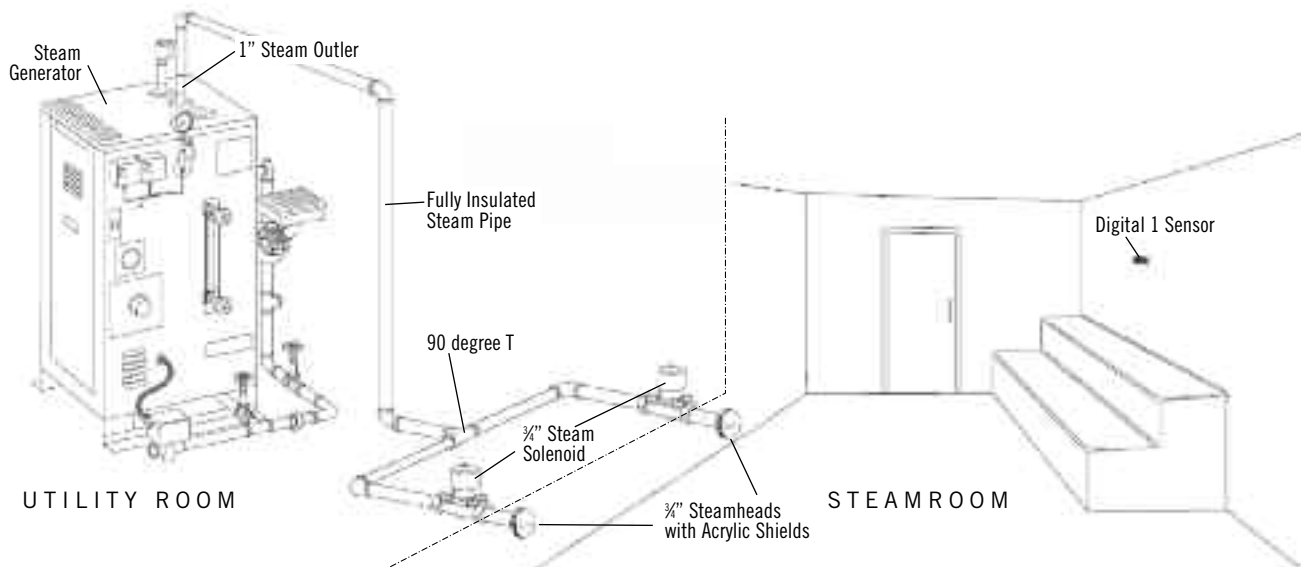 Steam
Generator
1” Steam Outler
Fully Insulated
Steam Pipe
Digital 1 Sensor
90 degree T
¾” Steam
Solenoid
UTILITY ROOM
STEAMROOM
¾” Steamheads
with Acrylic Shields